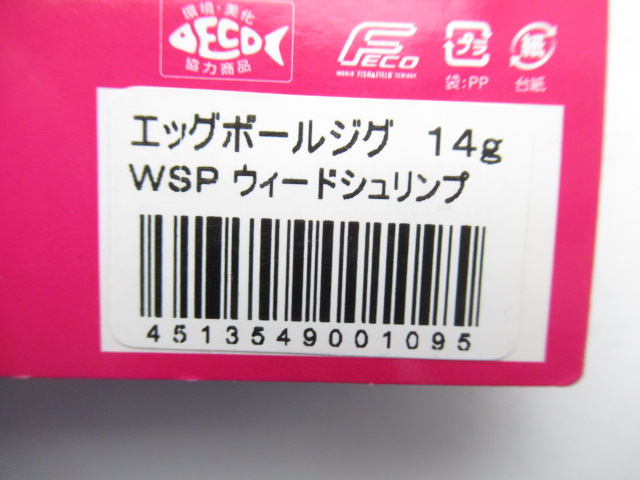 環境・美化
ECO
協力商品
FECO
WORLD FISH&FIELD ECOLOGY
プラ
袋:PP
紙
台紙
エッグボールジグ 14g
WSP ウィードシュリンプ
4513549001095